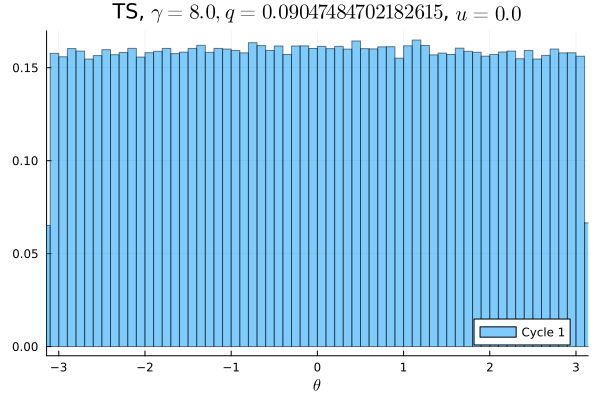 TS, γ = 8.0, q = 0.09047484702182615, u = 0.0
0.15
0.10
0.05
0.00
Cycle 1
−3 −2 −1 0 1 2 3
θ